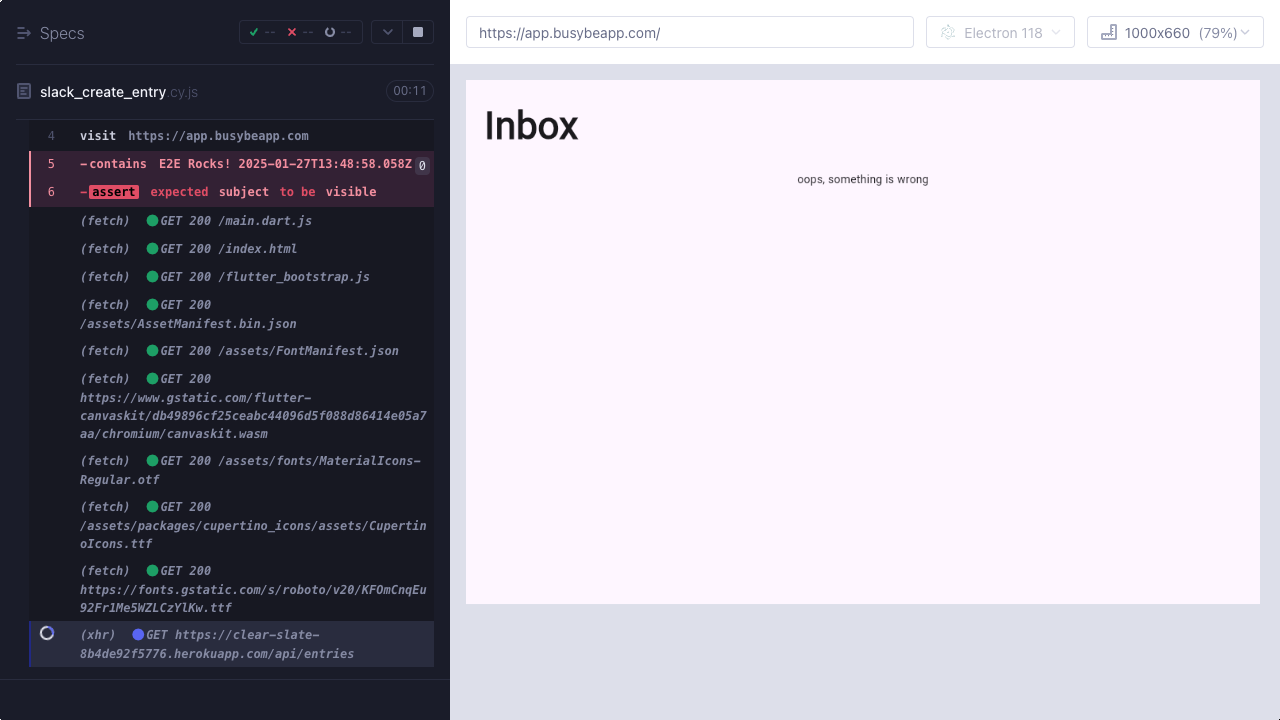 Specs
-- -- --
slack_create_entry.cy.js 00:11
4 visit https://app.busybeapp.com
5 -contains E2E Rocks! 2025-01-27T13:48:58.058Z 0
6 -assert expected subject to be visible
(fetch) GET 200 /main.dart.js
(fetch) GET 200 /index.html
(fetch) GET 200 /flutter_bootstrap.js
(fetch) GET 200
/assets/AssetManifest.bin.json
(fetch) GET 200 /assets/FontManifest.json
(fetch) GET 200
https://www.gstatic.com/flutter-
canvaskit/db49896cf25ceabc44096d5f088d86414e05a7
aa/chromium/canvaskit.wasm
(fetch) GET 200 /assets/fonts/MaterialIcons-
Regular.otf
(fetch) GET 200
/assets/packages/cupertino_icons/assets/Cupertin
oIcons.ttf
(fetch) GET 200
https://fonts.gstatic.com/s/roboto/v20/KFOmCnqEu
92Fr1Me5WZLCzYlKw.ttf
(xhr) GET https://clear-slate-
8b4de92f5776.herokuapp.com/api/entries
https://app.busybeapp.com/
Electron 118
1000x660 (79%)
Inbox
oops, something is wrong